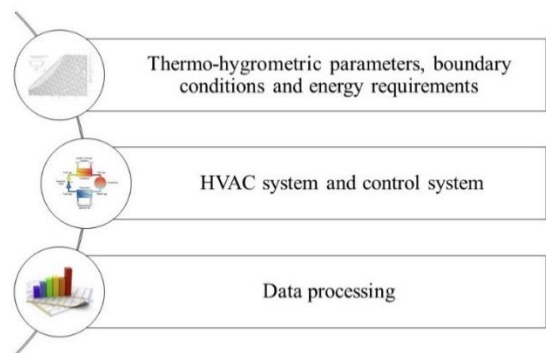 Thermo-hygrometric parameters, boundary
conditions and energy requirements
HVAC system and control system
Data processing